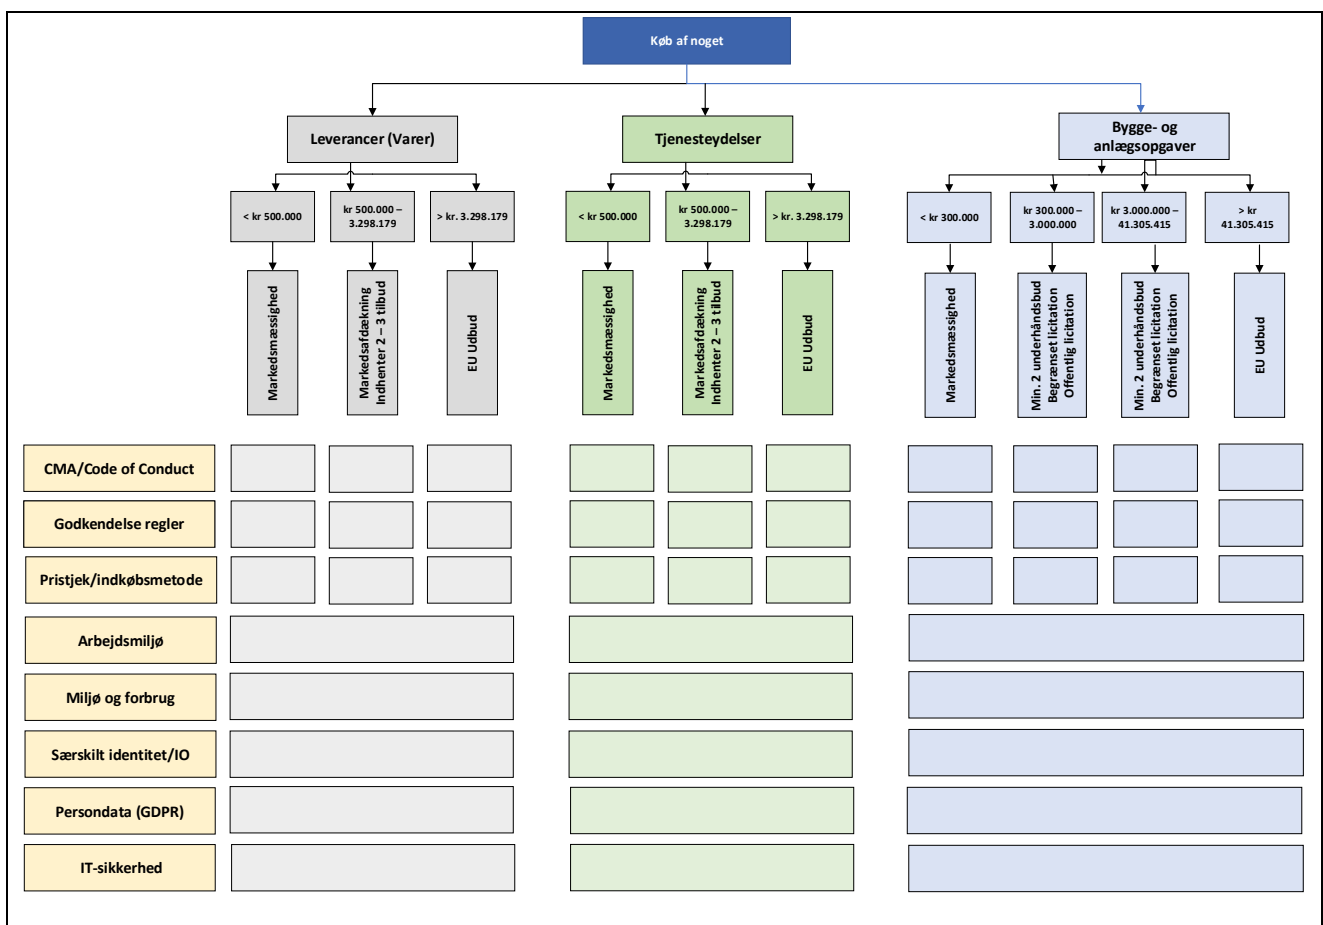 Køb af noget
Leverancer (Varer)
Tjenesteydelser
Bygge- og
anlægsopgaver
< kr 500.000
kr 500.000 –
3.298.179
> kr. 3.298.179
< kr 500.000
kr 500.000 –
3.298.179
> kr. 3.298.179
< kr 300.000
kr 300.000 –
3.000.000
kr 3.000.000 –
41.305.415
> kr
41.305.415
Markedsmæssighed
Markedsafdækning
Indhenter 2 – 3 tilbud
EU Udbud
Markedsmæssighed
Markedsafdækning
Indhenter 2 – 3 tilbud
EU Udbud
Markedsmæssighed
Min. 2 underhåndsbud
Begrænset licitation
Offentlig licitation
Min. 2 underhåndsbud
Begrænset licitation
Offentlig licitation
EU Udbud
CMA/Code of Conduct
Godkendelse regler
Pristjek/indkøbsmetode
Arbejdsmiljø
Miljø og forbrug
Særskilt identitet/IO
Persondata (GDPR)
IT-sikkerhed